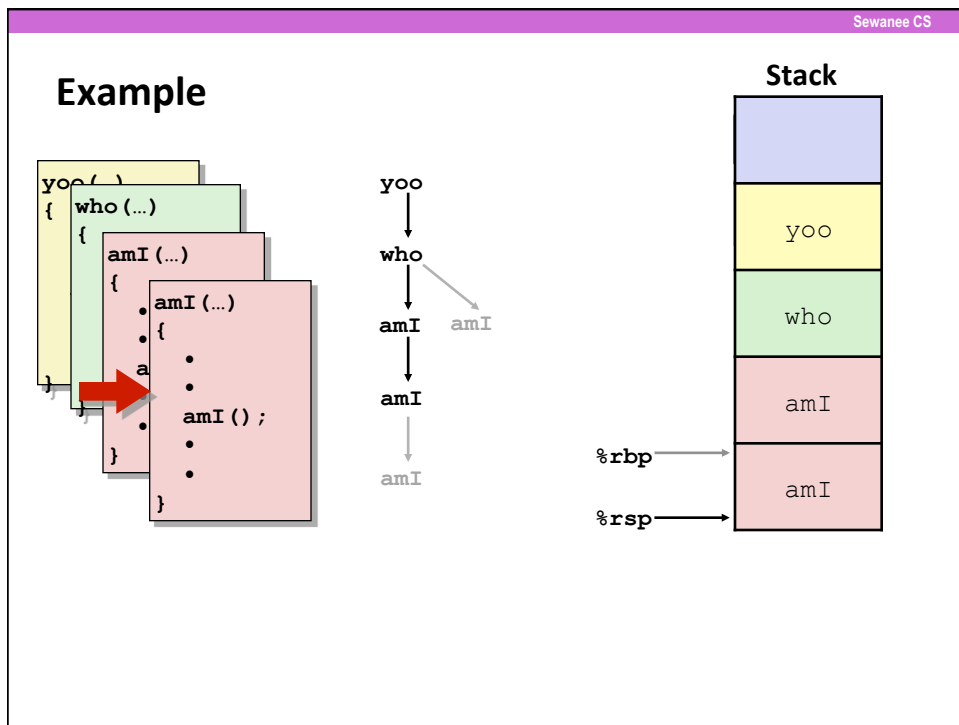 Sewanee CS
Example
Stack
yoo(…)
{
}
who(…)
{
}
amI(…)
{
•
•
a
•
•
}
amI(…)
{
•
•
amI();
•
•
}
yoo
who
amI amI
amI
amI
%rbp
%rsp
yoo
who
amI
amI